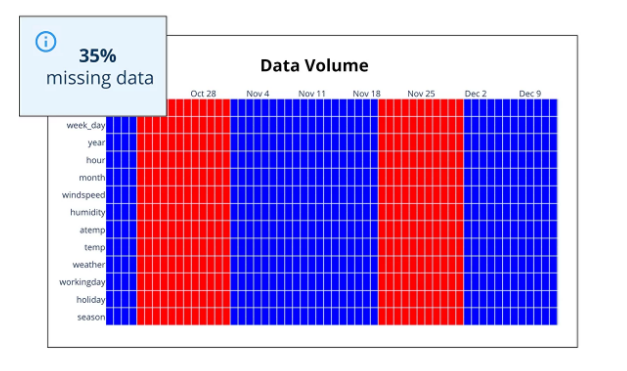 35%
missing data
Data Volume
Oct 28 Nov 4 Nov 11 Nov 18 Nov 25 Dec 2 Dec 9
week_day
year
hour
month
windspeed
humidity
atemp
temp
weather
workingday
holiday
season